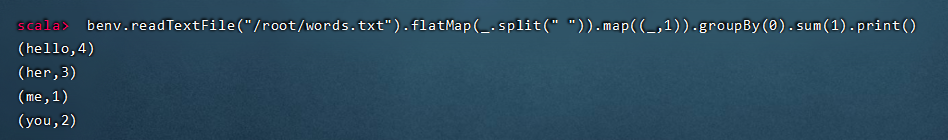 scala>  benv.readTextFile("/root/words.txt").flatMap(_.split(" ")).map((_,1)).groupBy(0).sum(1).print()
(hello,4)
(her,3)
(me,1)
(you,2)